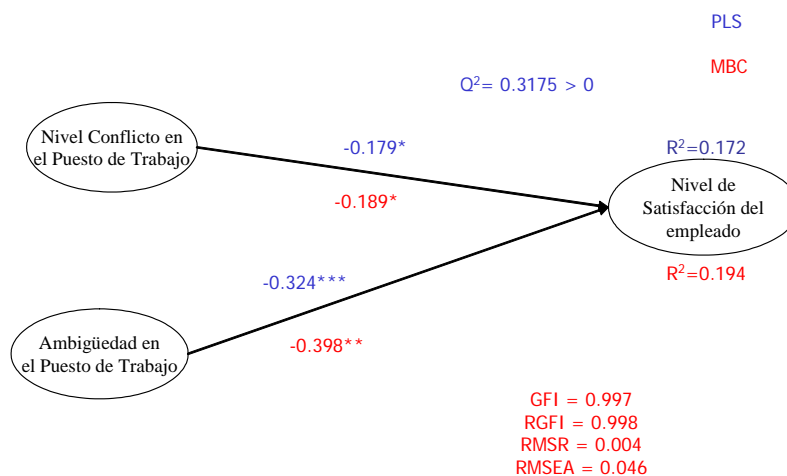 PLS
MBC
Q²= 0.3175 > 0
Nivel Conflicto en
el Puesto de Trabajo
-0.179*
-0.189*
R²=0.172
Nivel de
Satisfacción del
empleado
R²=0.194
-0.324***
-0.398**
Ambigüedad en
el Puesto de Trabajo
GFI = 0.997
RGFI = 0.998
RMSR = 0.004
RMSEA = 0.046